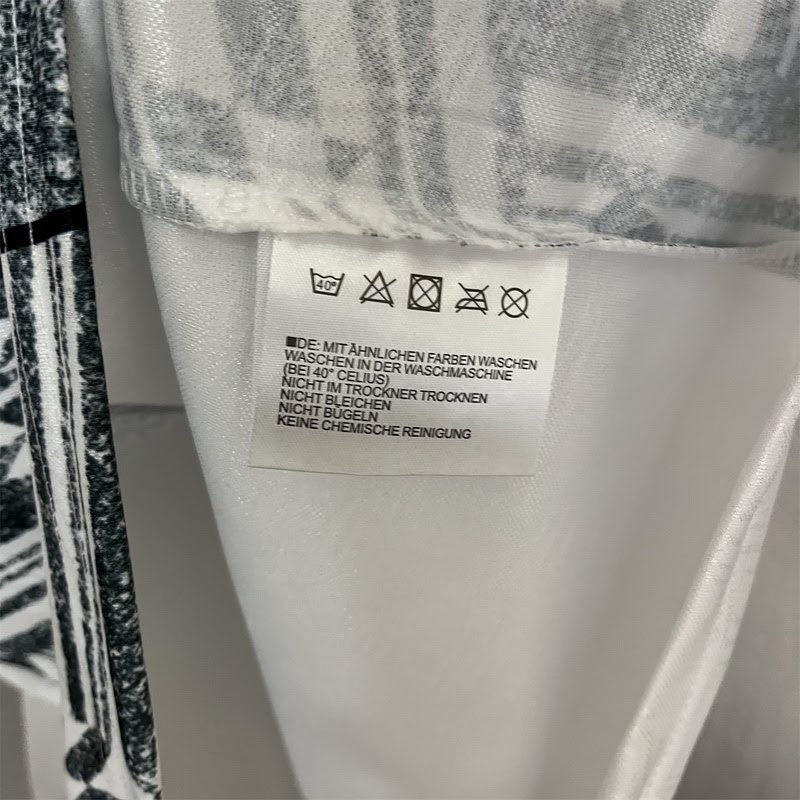 40°
■DE: MIT ÄHNLICHEN FARBEN WASCHEN
WASCHEN IN DER WASCHMASCHINE
(BEI 40° CELIUS)
NICHT IM TROCKNER TROCKNEN
NICHT BLEICHEN
NICHT BÜGELN
KEINE CHEMISCHE REINIGUNG